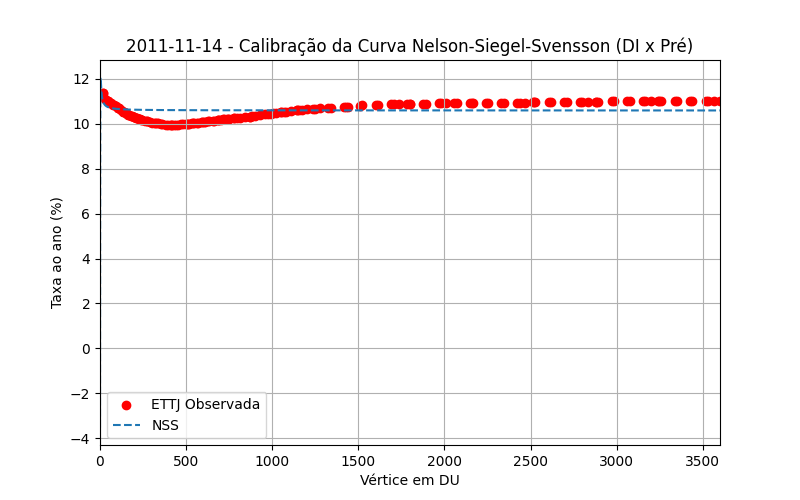 2011-11-14 - Calibração da Curva Nelson-Siegel-Svensson (DI x Pré)
Taxa ao ano (%)
12
10
8
6
4
2
0
−2
−4
ETTJ Observada
NSS
0 500 1000 1500 2000 2500 3000 3500
Vértice em DU